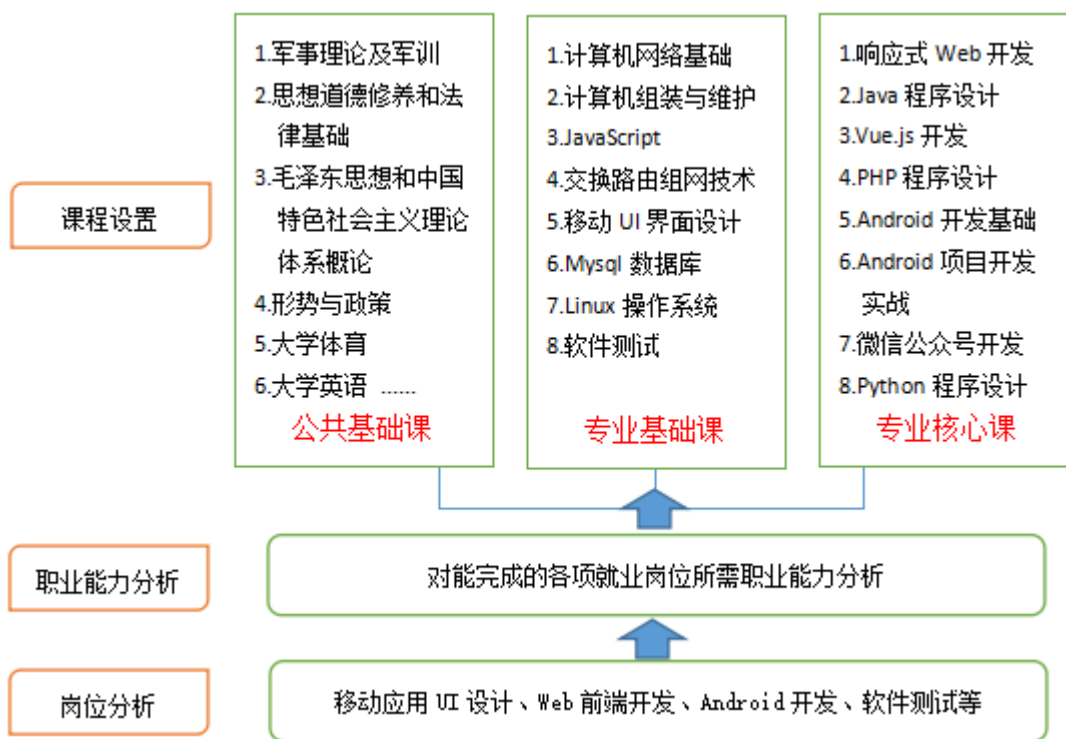 课程设置
1.军事理论及军训
2.思想道德修养和法
律基础
3.毛泽东思想和中国
特色社会主义理论
体系概论
4.形势与政策
5.大学体育
6.大学英语 ……
公共基础课
1.计算机网络基础
2.计算机组装与维护
3.JavaScript
4.交换路由组网技术
5.移动 UI 界面设计
6.Mysql 数据库
7.Linux 操作系统
8.软件测试
专业基础课
1.响应式 Web 开发
2.Java 程序设计
3.Vue.js 开发
4.PHP 程序设计
5.Android 开发基础
6.Android 项目开发
实战
7.微信公众号开发
8.Python 程序设计
专业核心课
职业能力分析
对能完成的各项就业岗位所需职业能力分析
岗位分析
移动应用 UI 设计、Web 前端开发、Android 开发、软件测试等